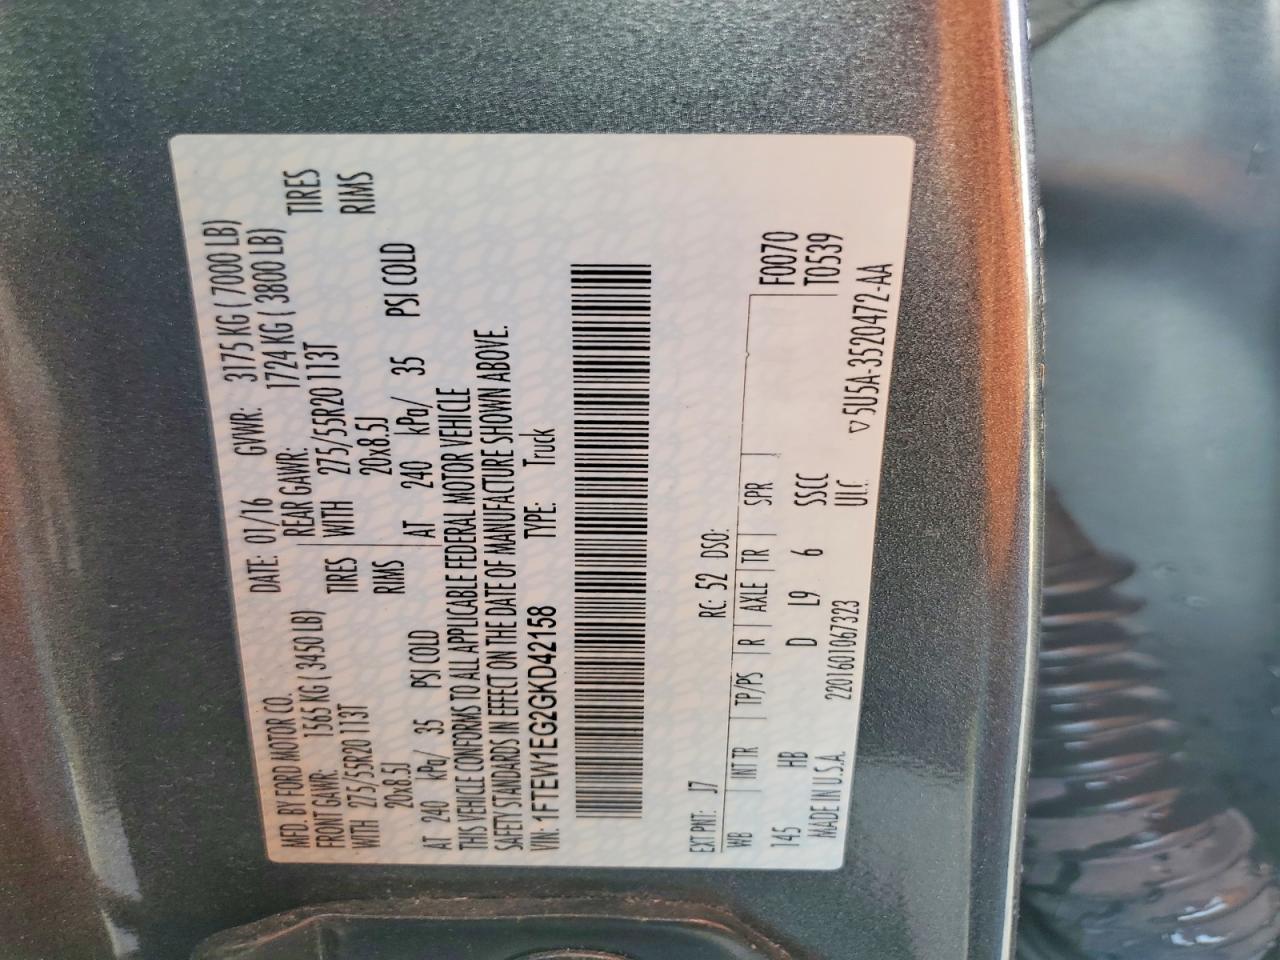 MFD. BY FORD MOTOR CO.
DATE: 01/16 GVWR: 3175 KG ( 7000 LB)
FRONT GAWR: 1565 KG ( 3450 LB) REAR GAWR: 1724 KG ( 3800 LB)
WITH 275/55R20 113T TIRES WITH 275/55R20 113T TIRES
20x8.5J RIMS 20x8.5J RIMS
AT 240 kPa/ 35 PSI COLD AT 240 kPa/ 35 PSI COLD
THIS VEHICLE CONFORMS TO ALL APPLICABLE FEDERAL MOTOR VEHICLE
SAFETY STANDARDS IN EFFECT ON THE DATE OF MANUFACTURE SHOWN ABOVE.
VIN: 1FTEW1EG2GKD42158 TYPE: Truck
EXT PNT: J7 RC: 52 DSO: F0070
WB INT TR TP/PS R AXLE TR SPR T0539
145 HB D L9 6 SSCC
MADE IN U.S.A. 2201601067323 ULC ▽5U5A-3520472-AA